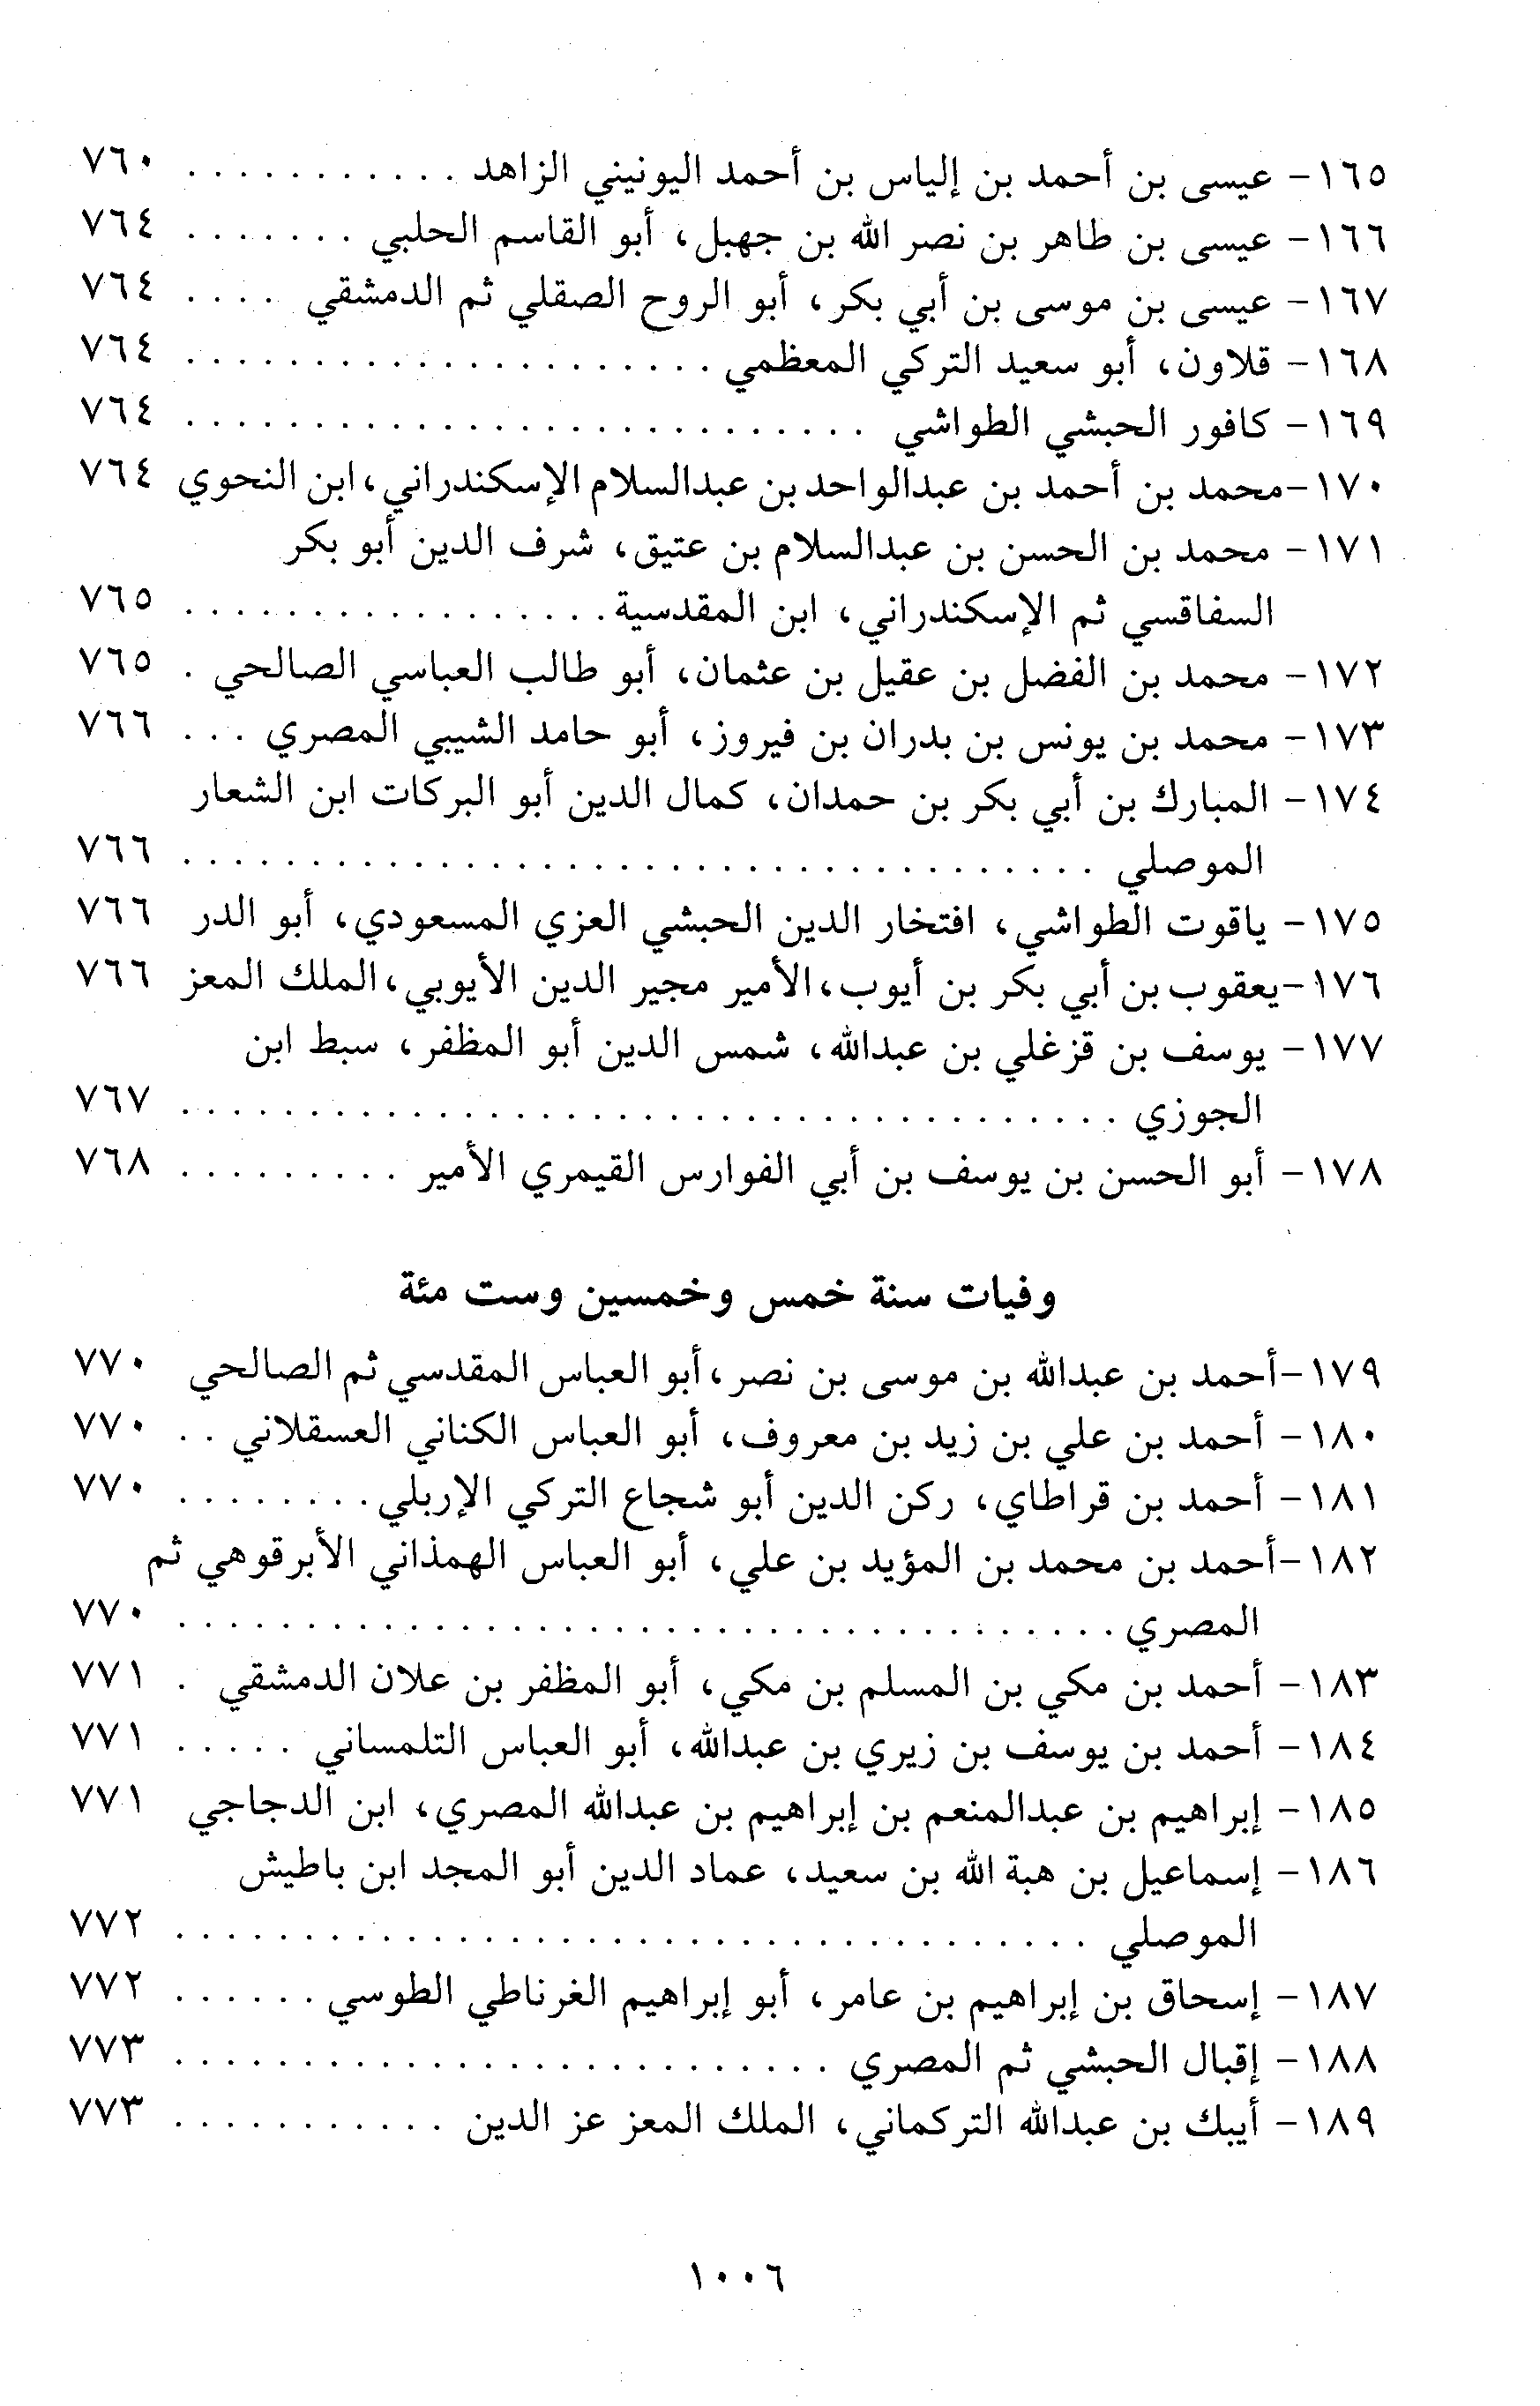 ١٦٥- عيسى بن أحمد بن إلياس بن أحمد اليونيني الزاهد . . . . . . . . . . . ٧٦٠
١٦٦- عيسى بن طاهر بن نصر الله بن جهبل، أبو القاسم الحلبي . . . . . . . ٧٦٤
١٦٧- عيسى بن موسى بن أبي بكر، أبو الروح الصقلي ثم الدمشقي . . . . ٧٦٤
١٦٨- قلاون، أبو سعيد التركي المعظمي . . . . . . . . . . . . . . . . . . . . . ٧٦٤
١٦٩- كافور الحبشي الطواشي . . . . . . . . . . . . . . . . . . . . . . . . . . . ٧٦٤
١٧٠-محمد بن أحمد بن عبدالواحد بن عبدالسلام الإسكندراني، ابن النحوي ٧٦٤
١٧١- محمد بن الحسن بن عبدالسلام بن عتيق، شرف الدين أبو بكر
السفاقسي ثم الإسكندراني، ابن المقدسية . . . . . . . . . . . . . . . . . ٧٦٥
١٧٢- محمد بن الفضل بن عقيل بن عثمان، أبو طالب العباسي الصالحي . ٧٦٥
١٧٣- محمد بن يونس بن بدران بن فيروز، أبو حامد الشيبي المصري . . . ٧٦٦
١٧٤- المبارك بن أبي بكر بن حمدان، كمال الدين أبو البركات ابن الشعار
الموصلي . . . . . . . . . . . . . . . . . . . . . . . . . . . . . . . . . . . . ٧٦٦
١٧٥- ياقوت الطواشي، افتخار الدين الحبشي العزي المسعودي، أبو الدر ٧٦٦
١٧٦-يعقوب بن أبي بكر بن أيوب، الأمير مجير الدين الأيوبي، الملك المعز ٧٦٦
١٧٧- يوسف بن قزغلي بن عبدالله، شمس الدين أبو المظفر، سبط ابن
الجوزي . . . . . . . . . . . . . . . . . . . . . . . . . . . . . . . . . . . . . ٧٦٧
١٧٨- أبو الحسن بن يوسف بن أبي الفوارس القيمري الأمير . . . . . . . . . ٧٦٨
وفيات سنة خمس وخمسين وست مئة
١٧٩-أحمد بن عبدالله بن موسى بن نصر، أبو العباس المقدسي ثم الصالحي ٧٧٠
١٨٠- أحمد بن علي بن زيد بن معروف، أبو العباس الكناني العسقلاني . . ٧٧٠
١٨١- أحمد بن قراطاي، ركن الدين أبو شجاع التركي الإربلي . . . . . . . . ٧٧٠
١٨٢-أحمد بن محمد بن المؤيد بن علي، أبو العباس الهمذاني الأبرقوهي ثم
المصري . . . . . . . . . . . . . . . . . . . . . . . . . . . . . . . . . . . . . ٧٧٠
١٨٣- أحمد بن مكي بن المسلم بن مكي، أبو المظفر بن علان الدمشقي . ٧٧١
١٨٤- أحمد بن يوسف بن زيري بن عبدالله، أبو العباس التلمساني . . . . . ٧٧١
١٨٥- إبراهيم بن عبدالمنعم بن إبراهيم بن عبدالله المصري، ابن الدجاجي ٧٧١
١٨٦- إسماعيل بن هبة الله بن سعيد، عماد الدين أبو المجد ابن باطيش
الموصلي . . . . . . . . . . . . . . . . . . . . . . . . . . . . . . . . . . . . ٧٧٢
١٨٧- إسحاق بن إبراهيم بن عامر، أبو إبراهيم الغرناطي الطوسي . . . . . . ٧٧٢
١٨٨- إقبال الحبشي ثم المصري . . . . . . . . . . . . . . . . . . . . . . . . . . ٧٧٣
١٨٩- أيبك بن عبدالله التركماني، الملك المعز عز الدين . . . . . . . . . . . ٧٧٣
١٠٠٦